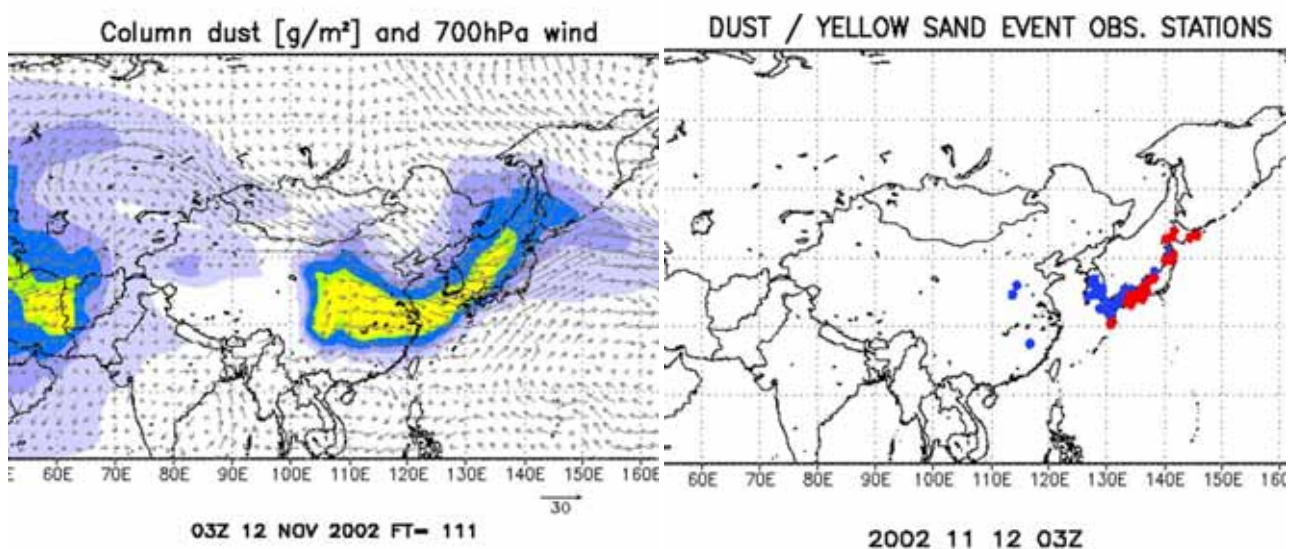 Column dust [g/m²] and 700hPa wind
60E 70E 80E 90E 100E 110E 120E 130E 140E 150E 160E
30
03Z 12 NOV 2002 FT= 111
DUST / YELLOW SAND EVENT OBS. STATIONS
60E 70E 80E 90E 100E 110E 120E 130E 140E 150E
2002 11 12 03Z